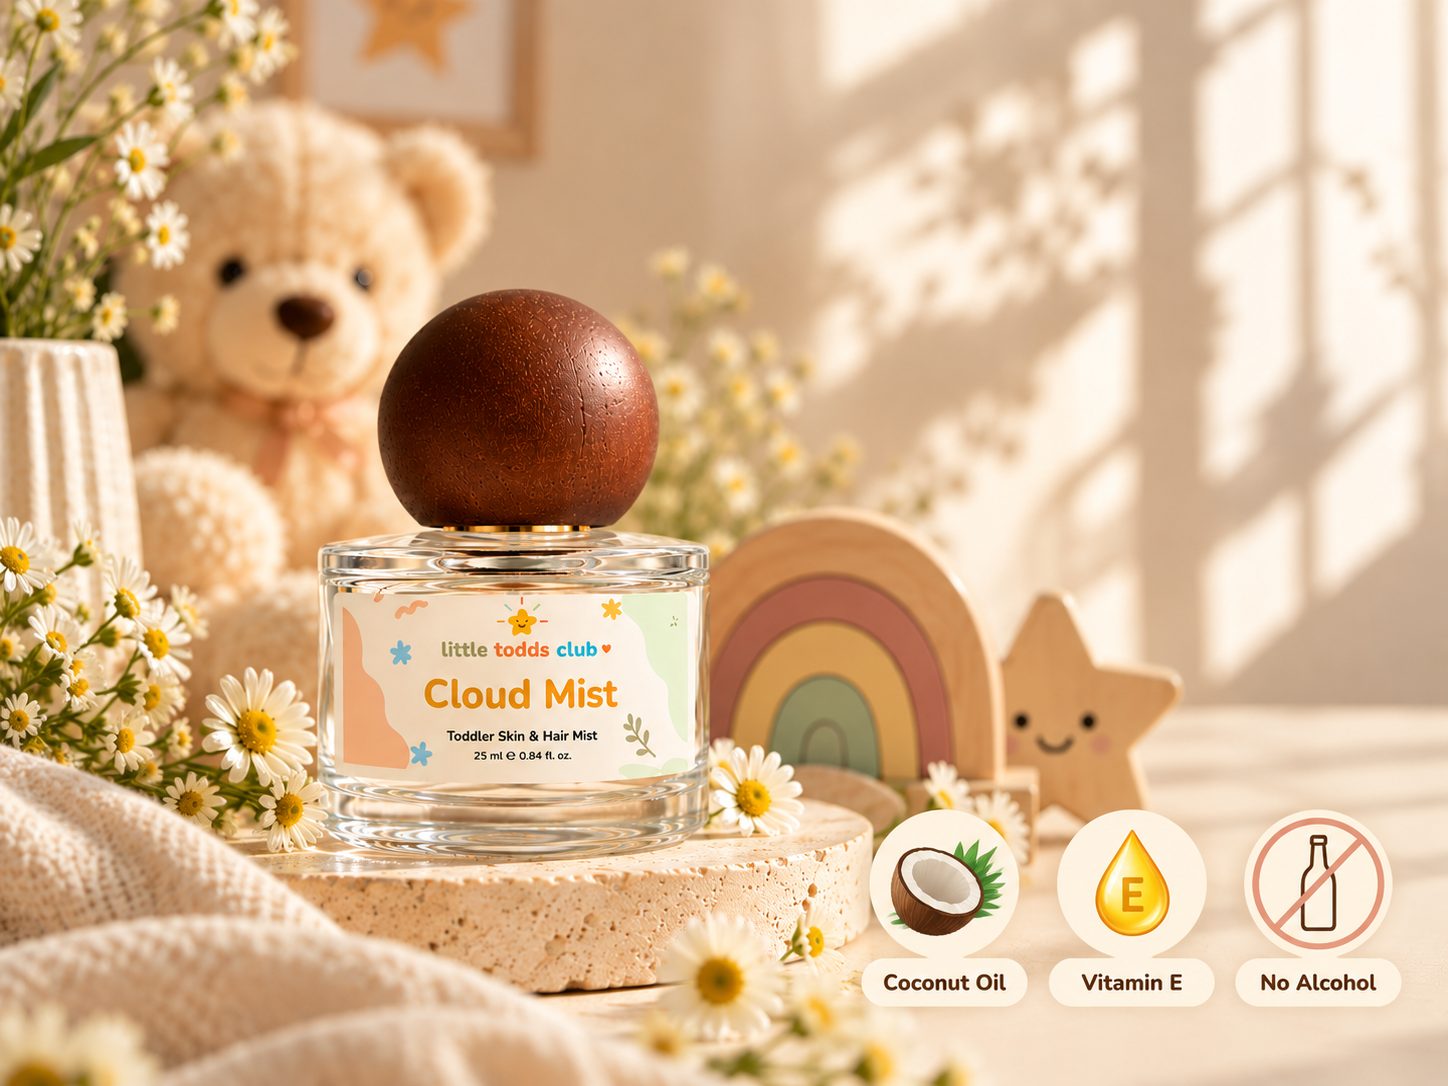 little todds club
Cloud Mist
Toddler Skin & Hair Mist
25 ml ℮ 0.84 fl. oz.
E
Coconut Oil
Vitamin E
No Alcohol